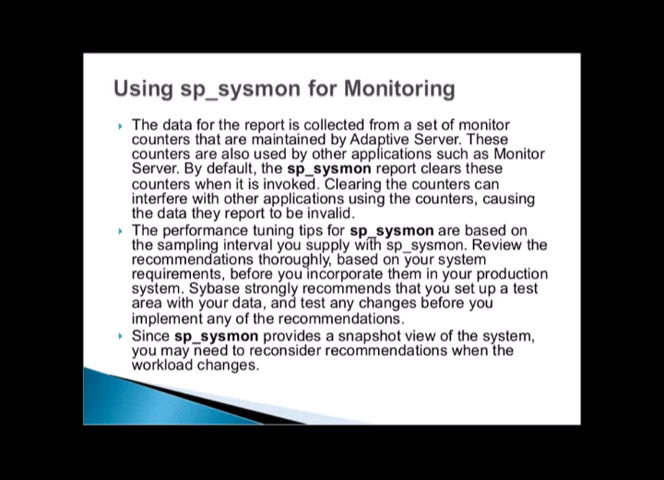 Using sp_sysmon for Monitoring
The data for the report is collected from a set of monitor
counters that are maintained by Adaptive Server. These
counters are also used by other applications such as Monitor
Server. By default, the sp_sysmon report clears these
counters when it is invoked. Clearing the counters can
interfere with other applications using the counters, causing
the data they report to be invalid.
The performance tuning tips for sp_sysmon are based on
the sampling interval you supply with sp_sysmon. Review the
recommendations thoroughly, based on your system
requirements, before you incorporate them in your production
system. Sybase strongly recommends that you set up a test
area with your data, and test any changes before you
implement any of the recommendations.
Since sp_sysmon provides a snapshot view of the system,
you may need to reconsider recommendations when the
workload changes.